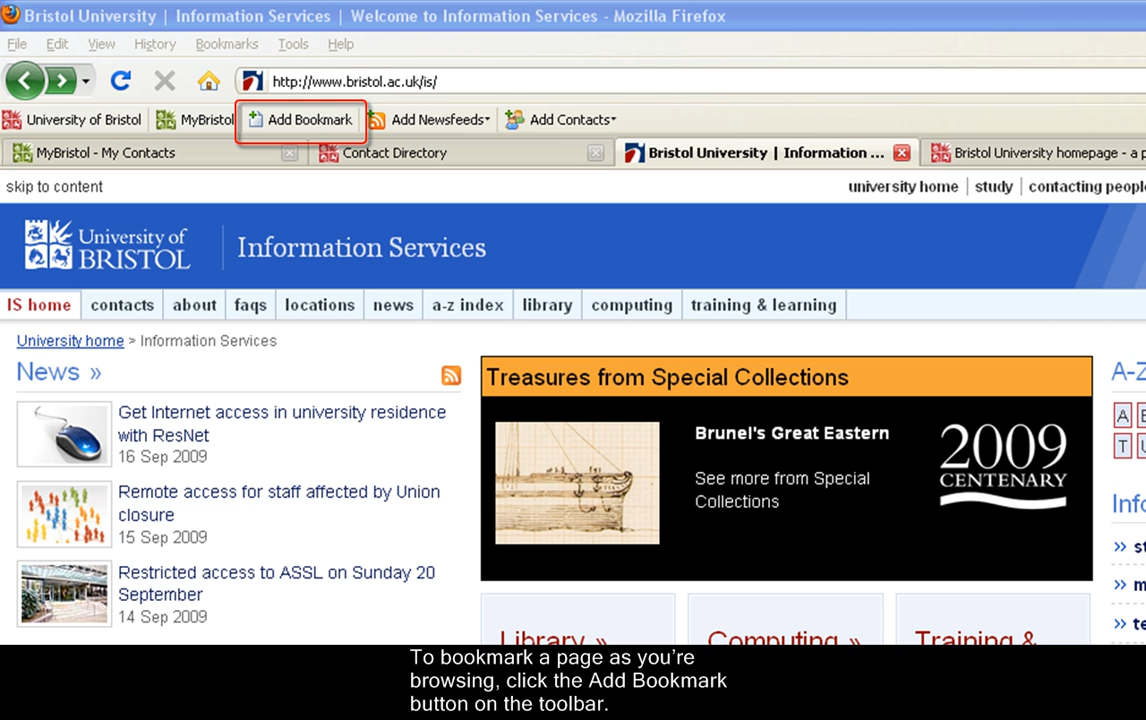 Bristol University | Information Services | Welcome to Information Services - Mozilla Firefox
File Edit View History Bookmarks Tools Help
http://www.bristol.ac.uk/is/
University of Bristol MyBristol Add Bookmark Add Newsfeeds Add Contacts
MyBristol - My Contacts Contact Directory Bristol University | Information ... Bristol University homepage - a
skip to content university home study contacting
University of
BRISTOL
Information Services
IS home contacts about faqs locations news a-z index library computing training & learning
University home > Information Services
News »
Get Internet access in university residence
with ResNet
16 Sep 2009
Remote access for staff affected by Union
closure
15 Sep 2009
Restricted access to ASSL on Sunday 20
September
14 Sep 2009
Treasures from Special Collections
Brunel's Great Eastern
See more from Special
Collections
2009
CENTENARY
A-Z
A
T
» 
» 
» 
Library » Computing » Training &
To bookmark a page as you're
browsing, click the Add Bookmark
button on the toolbar.